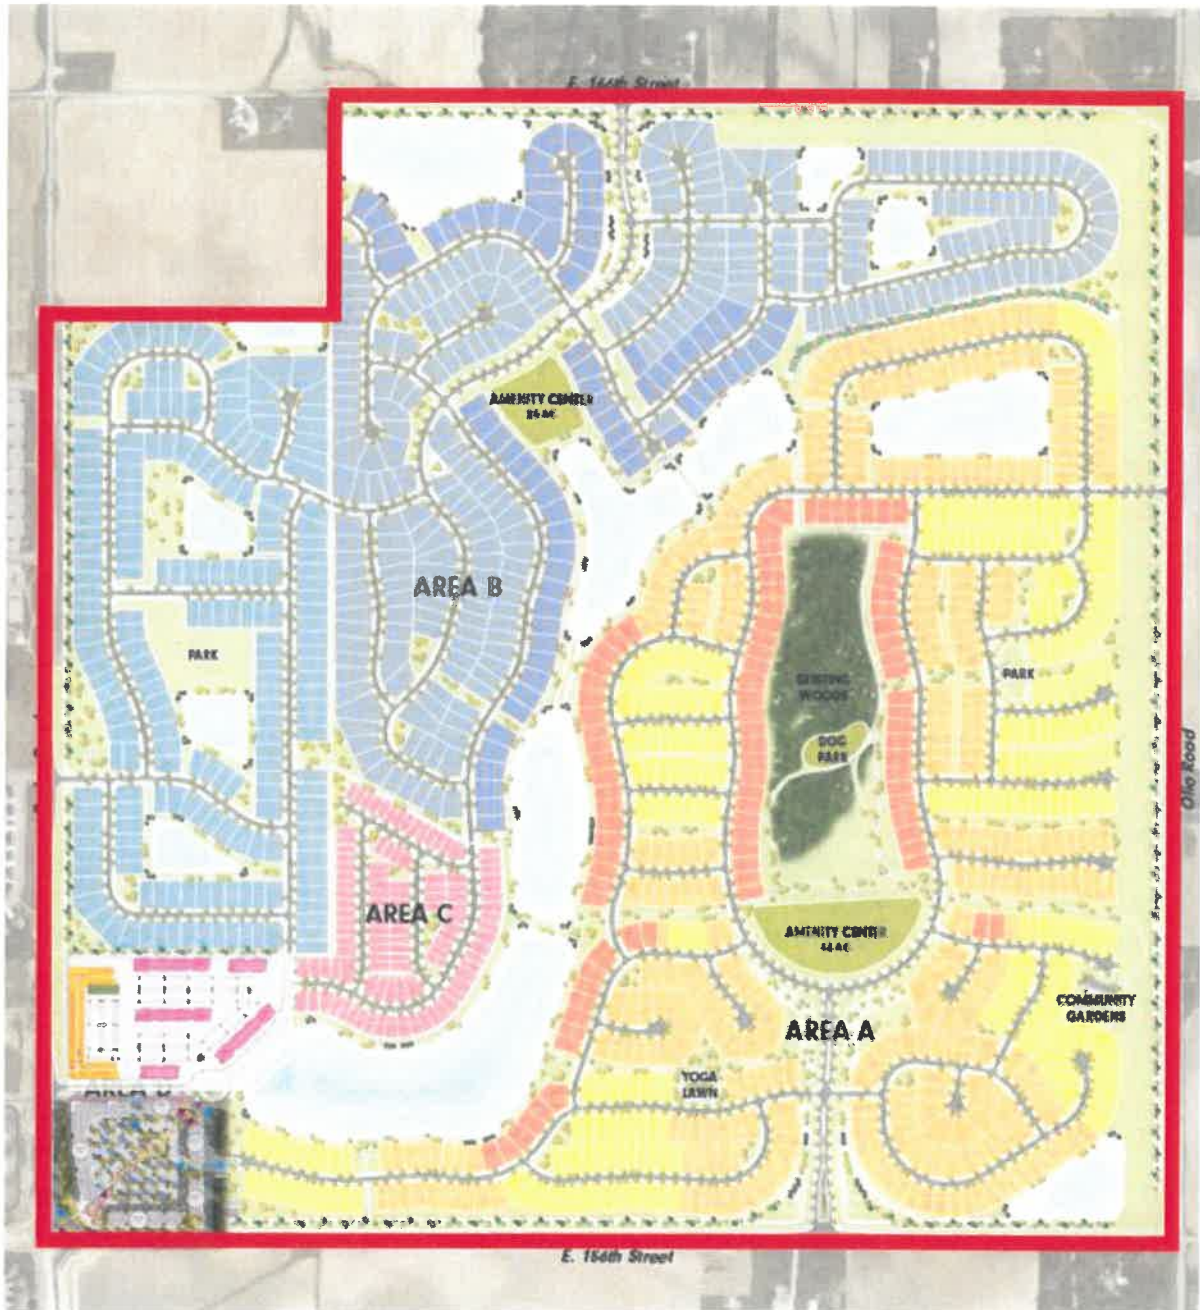 E. 166th Street
AMENITY CENTER
AREA B
PARK
EXISTING
WOODS
PARK
DOG
PARK
Olio Road
AREA C
AMENITY CENTER
COMMUNITY
GARDENS
AREA A
YOGA
LAWN
AREA D
E. 156th Street